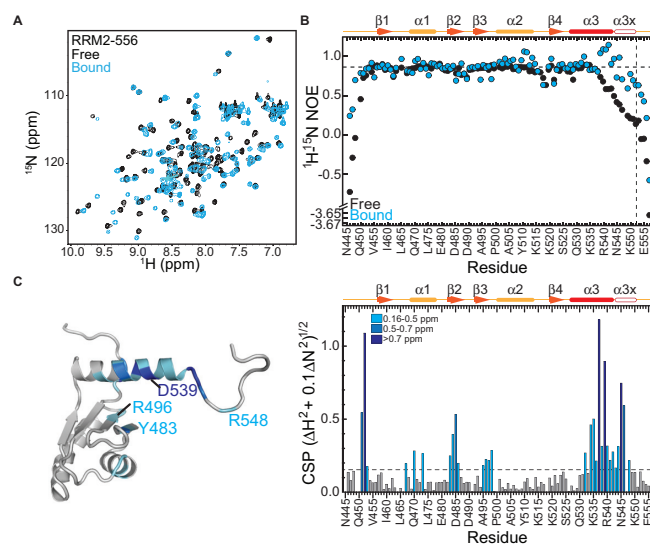 A
RRM2-556
Free
Bound
110
120
130
15N (ppm)
10.0 9.5 9.0 8.5 8.0 7.5 7.0
1H (ppm)
B
β1 α1 β2 β3 α2 β4 α3 α3x
1.0
0.5
0.0
-0.5
-3.65
-3.67
1H-15N NOE
Free
Bound
N445 Q450 V455 I460 L465 Q470 L475 E480 D485 D490 A495 P500 A505 Y510 K515 K520 S525 Q530 K535 R540 N545 K550 E555
Residue
C
D539
R496
Y483
R548
β1 α1 β2 β3 α2 β4 α3 α3x
0.16-0.5 ppm
0.5-0.7 ppm
>0.7 ppm
CSP (ΔH2+ 0.1ΔN2)1/2
1.0
0.5
0.0
N445 Q450 V455 I460 L465 Q470 L475 E480 D485 D490 A495 P500 A505 Y510 K515 K520 S525 Q530 K535 R540 N545 K550 E555
Residue